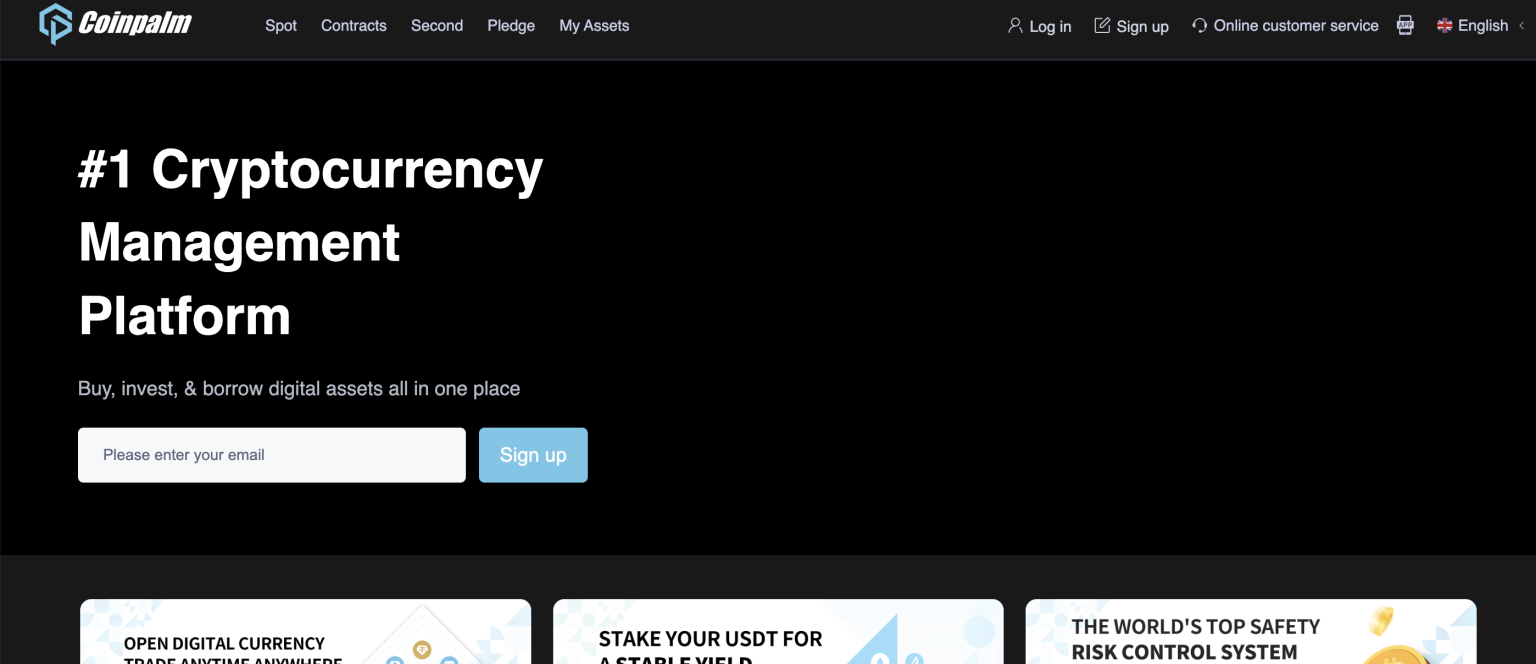 Coinpalm
Spot Contracts Second Pledge My Assets
Log in Sign up Online customer service APP English
#1 Cryptocurrency
Management
Platform
Buy, invest, & borrow digital assets all in one place
Please enter your email
Sign up
OPEN DIGITAL CURRENCY
TRADE ANYTIME ANYWHERE
STAKE YOUR USDT FOR
A STABLE YIELD
THE WORLD'S TOP SAFETY
RISK CONTROL SYSTEM